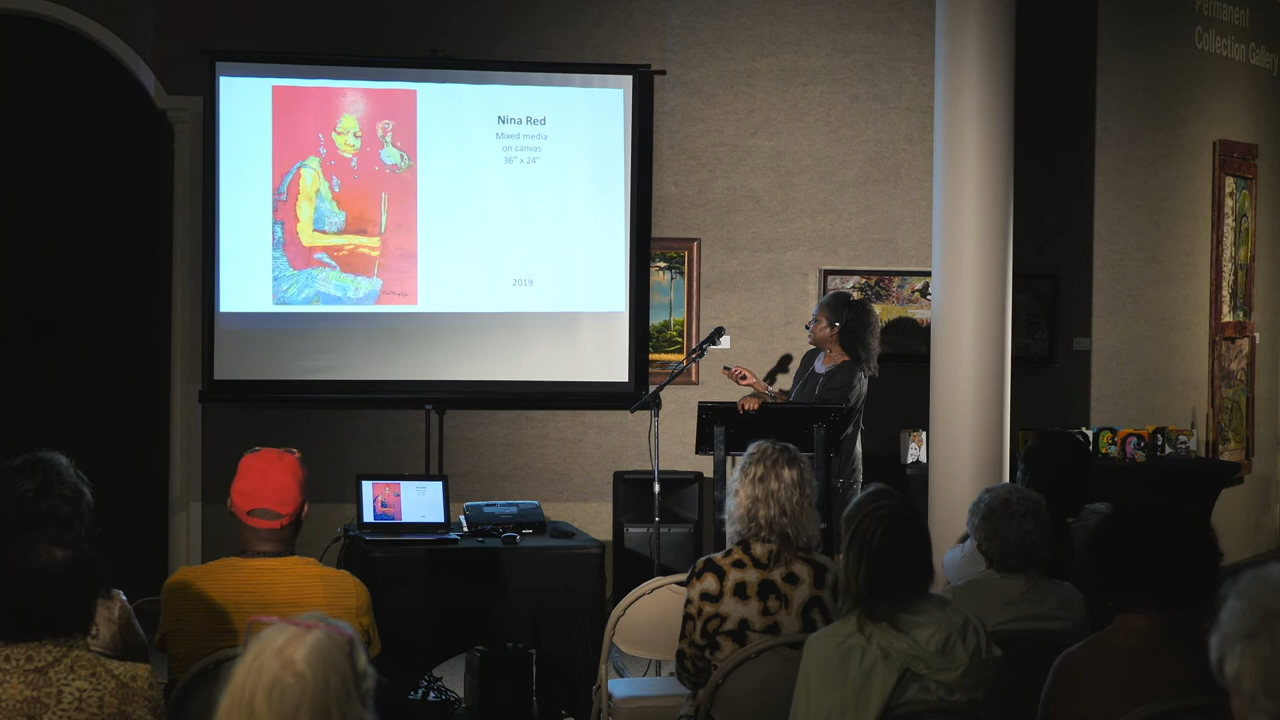 Nina Red
Mixed media
on canvas
36” x 24”
2019
Permanent
Collection Gallery